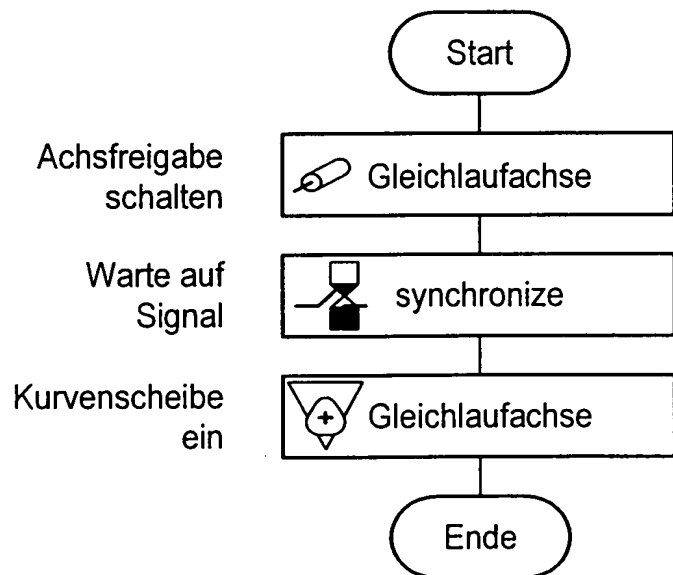 Start
Achsfreigabe
schalten
Gleichlaufachse
Warte auf
Signal
synchronize
Kurvenscheibe
ein
Gleichlaufachse
Ende